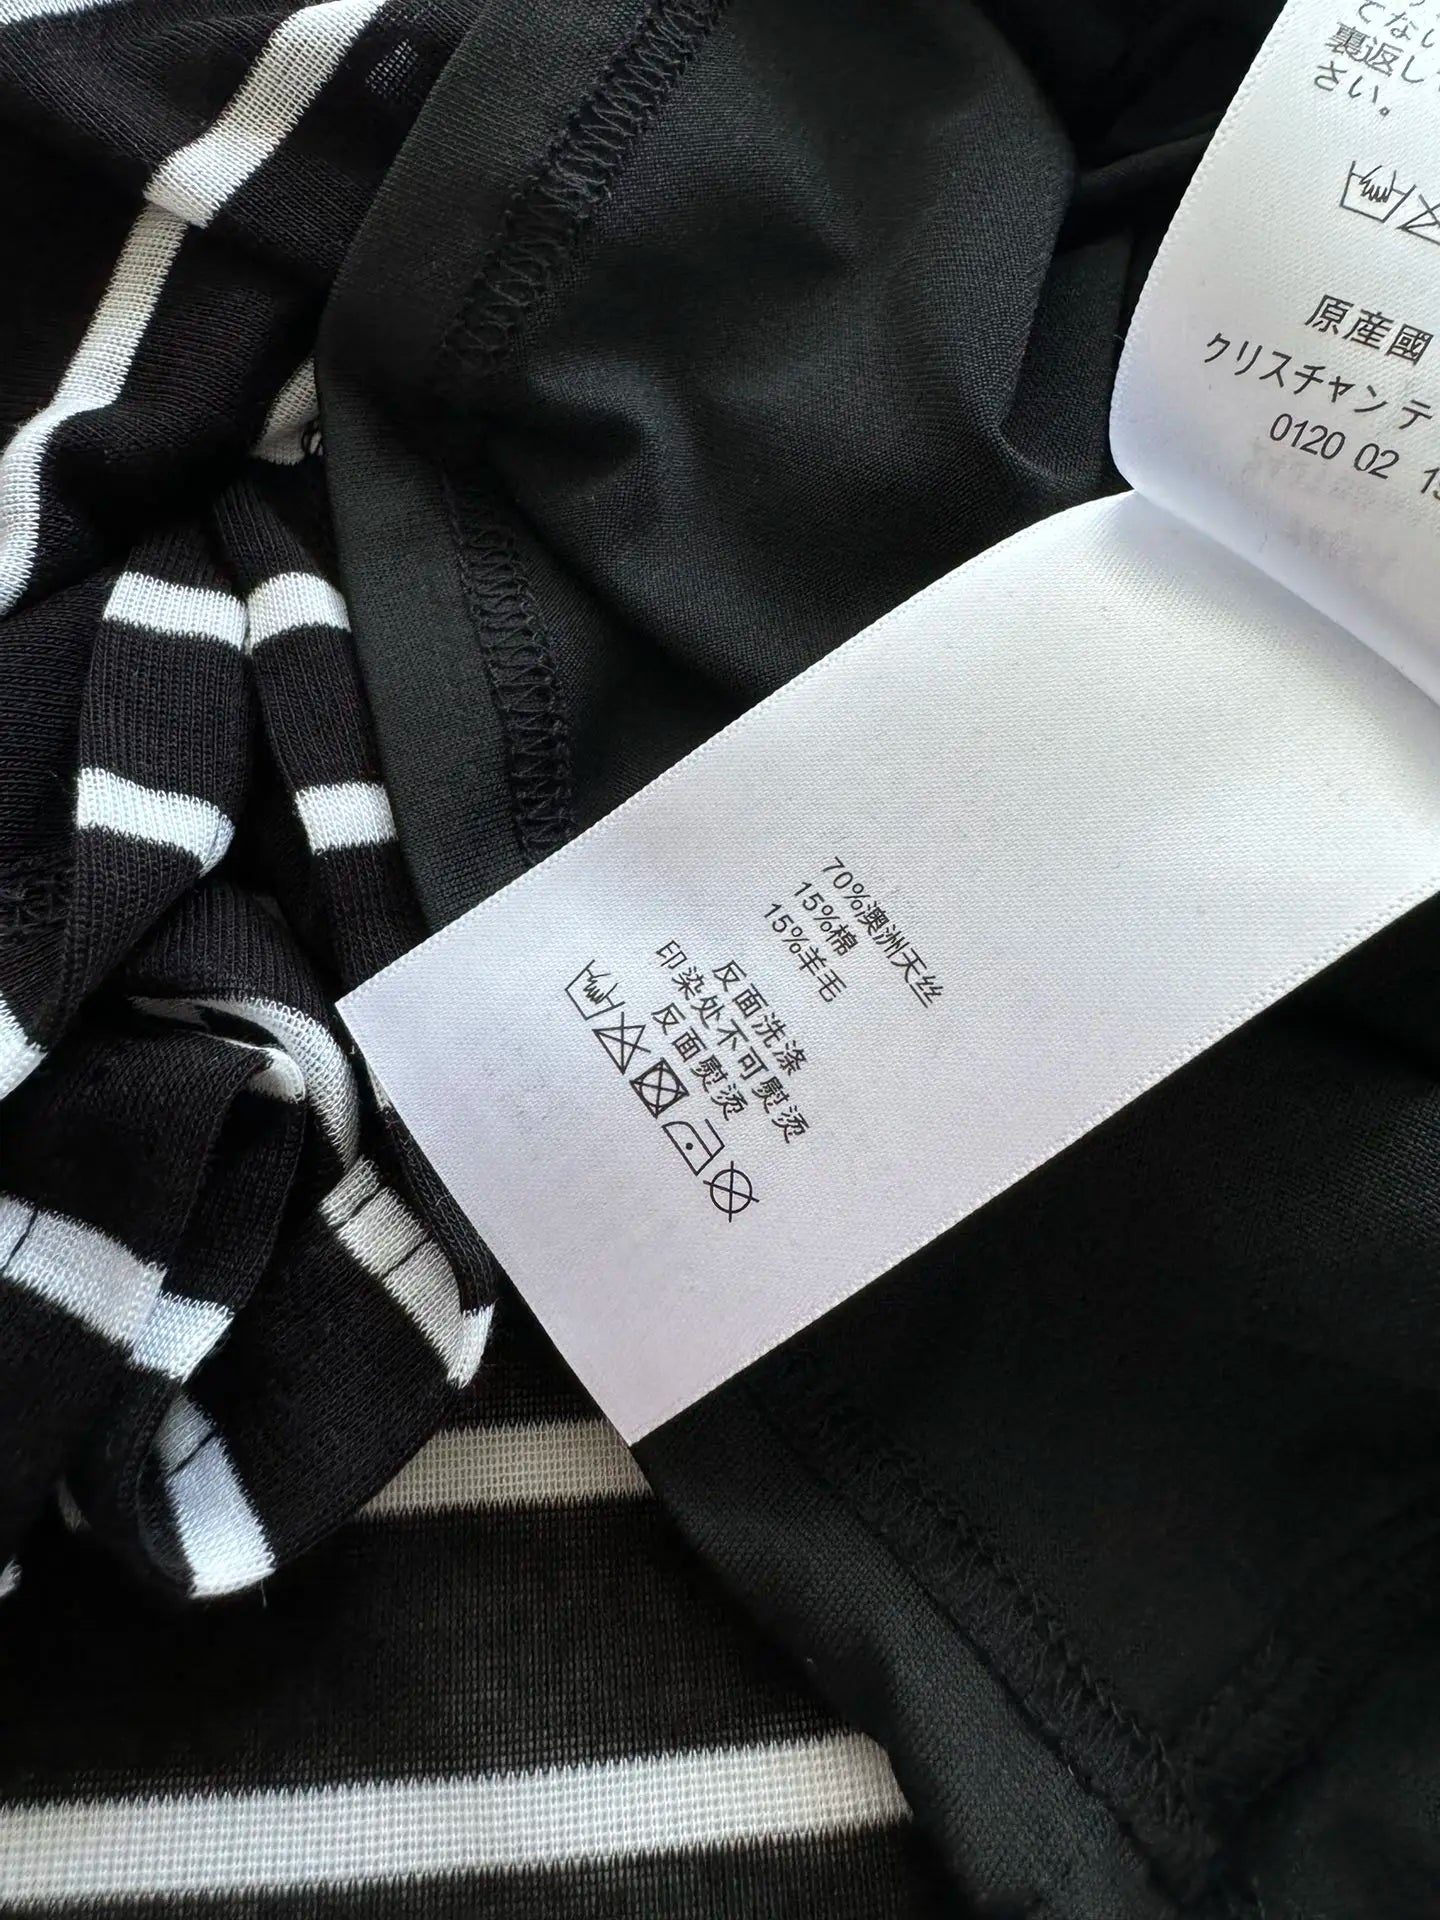 てない
裏返し
さい。
原産國
クリスチャンテ
0120 02
70%澳洲天丝
15%棉
15%羊毛
反面洗涤
印染处不可熨烫
反面熨烫